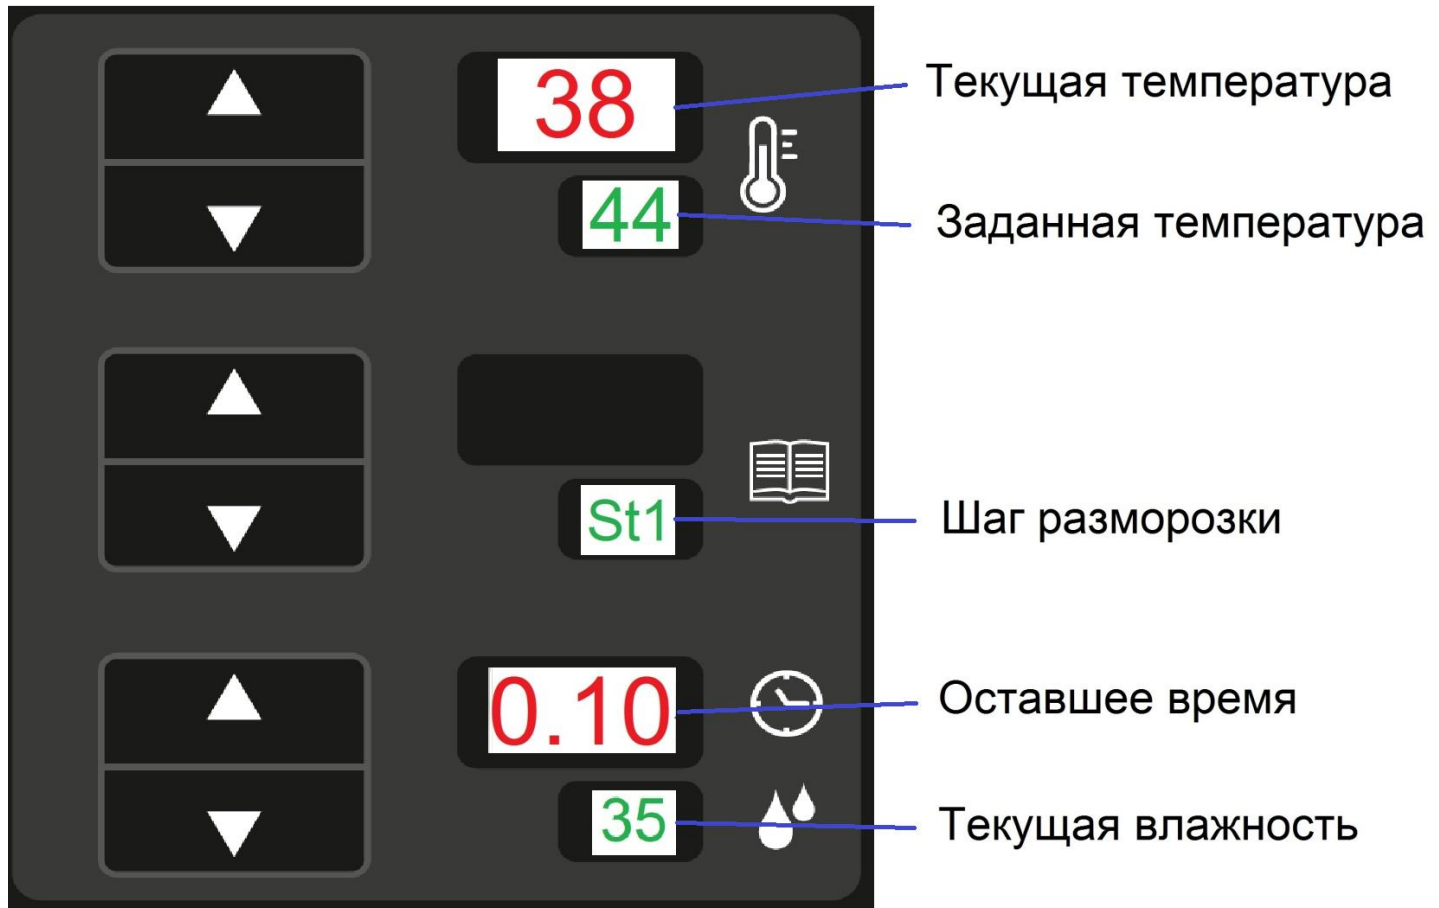 38
Текущая температура
44
Заданная температура
St1
Шаг разморозки
0.10
Оставшее время
35
Текущая влажность